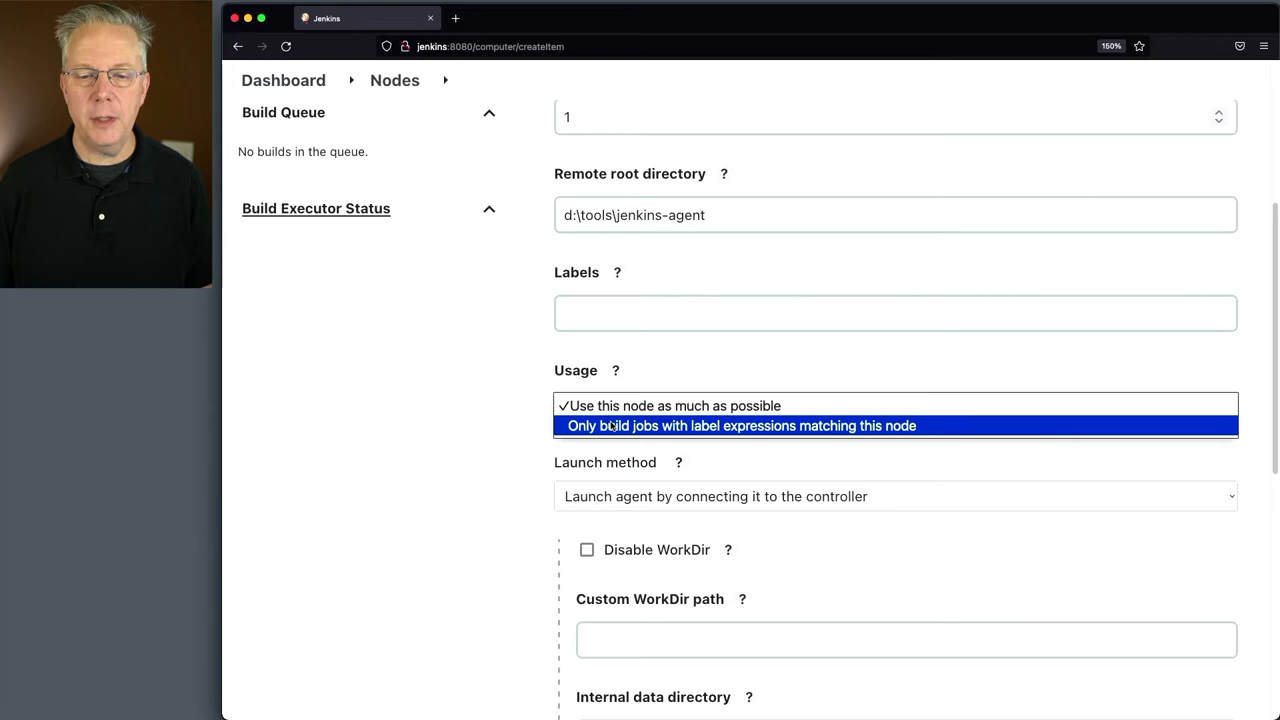 Jenkins
jenkins:8080/computer/createItem
150%
Dashboard
Nodes
Build Queue
No builds in the queue.
Build Executor Status
1
Remote root directory ?
d:\tools\jenkins-agent
Labels ?
Usage ?
✓Use this node as much as possible
Only build jobs with label expressions matching this node
Launch method ?
Launch agent by connecting it to the controller
Disable WorkDir ?
Custom WorkDir path ?
Internal data directory ?